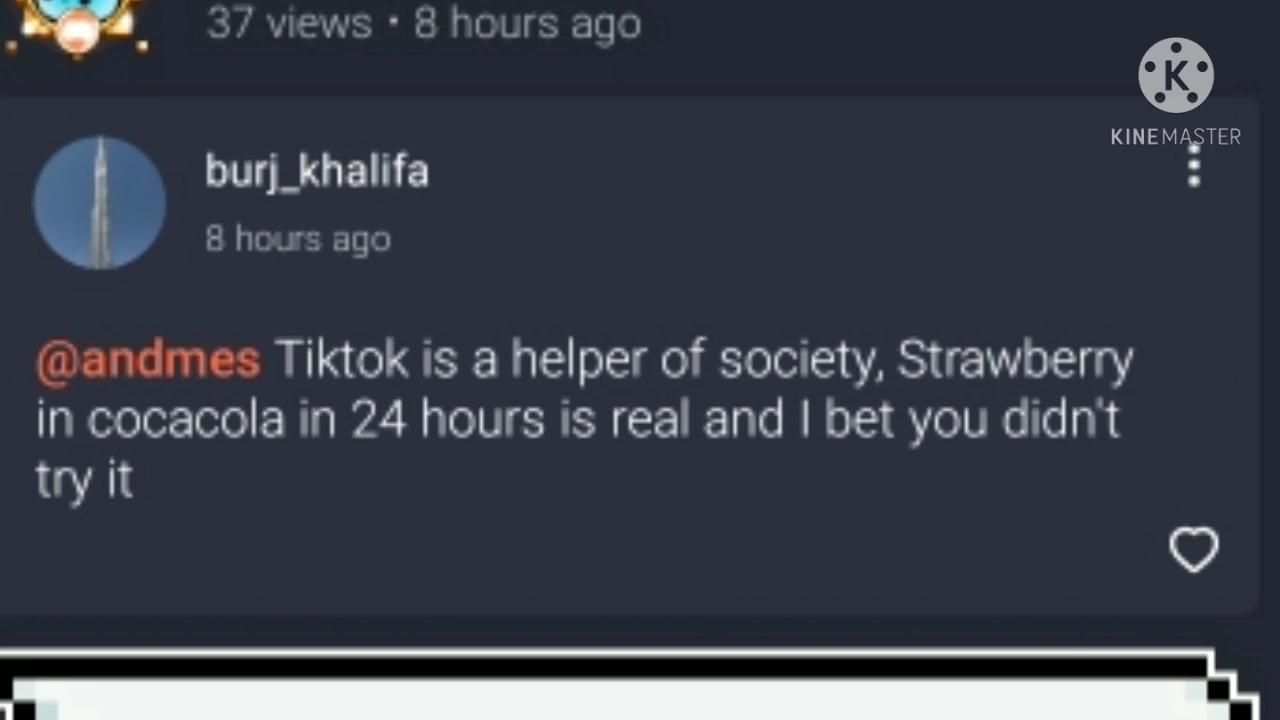 37 views • 8 hours ago
K
KINEMASTER
burj_khalifa
8 hours ago
@andmes Tiktok is a helper of society, Strawberry
in cocacola in 24 hours is real and I bet you didn't
try it